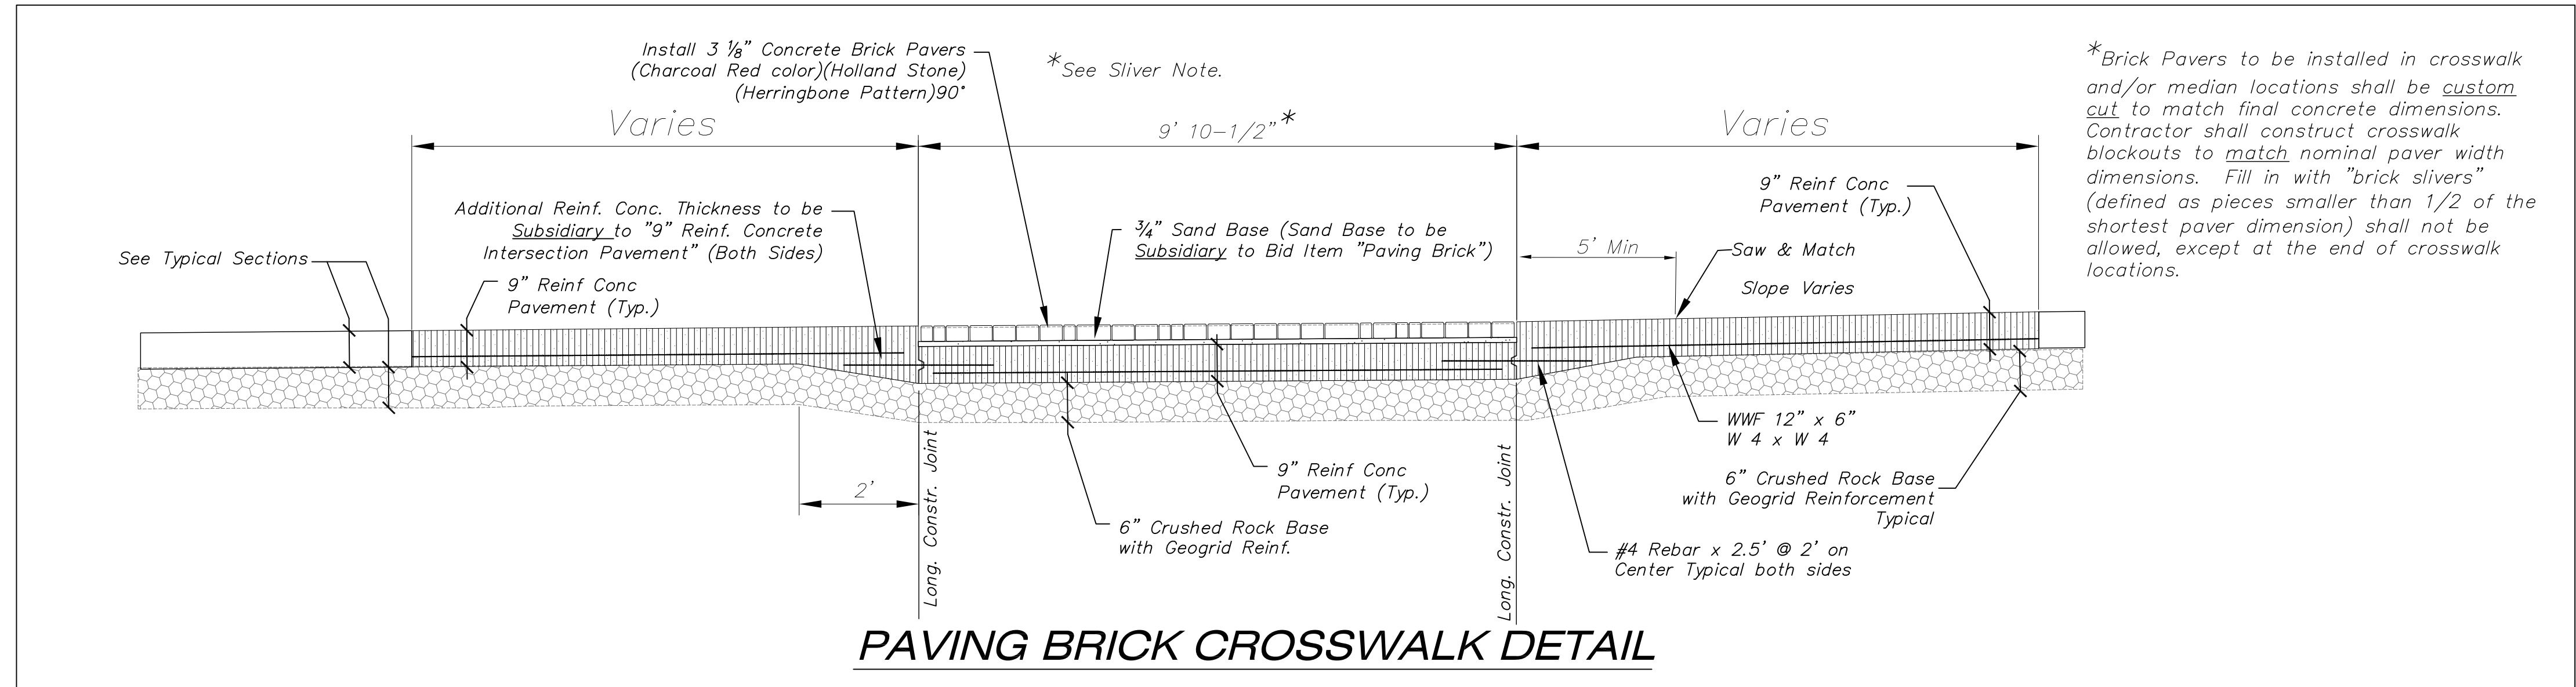 Install 3 ⅛" Concrete Brick Pavers
(Charcoal Red color)(Holland Stone)
(Herringbone Pattern)90°
*See Sliver Note.
*Brick Pavers to be installed in crosswalk
and/or median locations shall be custom
cut to match final concrete dimensions.
Contractor shall construct crosswalk
blockouts to match nominal paver width
dimensions. Fill in with "brick slivers"
(defined as pieces smaller than 1/2 of the
shortest paver dimension) shall not be
allowed, except at the end of crosswalk
locations.
Varies
9' 10-1/2"*
Varies
Additional Reinf. Conc. Thickness to be
Subsidiary to "9" Reinf. Concrete
Intersection Pavement" (Both Sides)
See Typical Sections
9" Reinf Conc
Pavement (Typ.)
¾" Sand Base (Sand Base to be
Subsidiary to Bid Item "Paving Brick")
9" Reinf Conc
Pavement (Typ.)
5' Min
Saw & Match
Slope Varies
WWF 12" x 6"
W 4 x W 4
6" Crushed Rock Base
with Geogrid Reinforcement
Typical
2'
Long. Constr. Joint
9" Reinf Conc
Pavement (Typ.)
6" Crushed Rock Base
with Geogrid Reinf.
Long. Constr. Joint
#4 Rebar x 2.5' @ 2' on
Center Typical both sides
PAVING BRICK CROSSWALK DETAIL